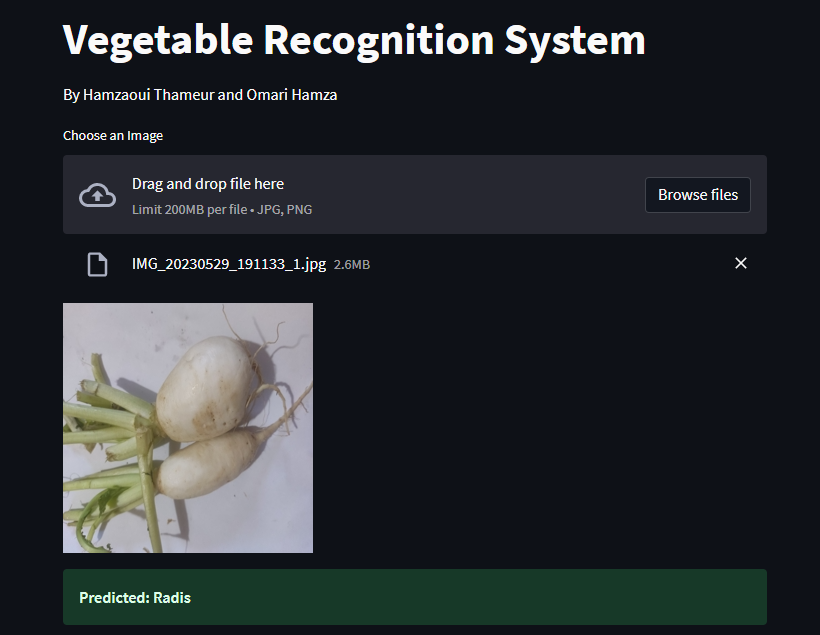 Vegetable Recognition System
By Hamzaoui Thameur and Omari Hamza
Choose an Image
Drag and drop file here
Limit 200MB per file • JPG, PNG
Browse files
IMG_20230529_191133_1.jpg 2.6MB
Predicted: Radis